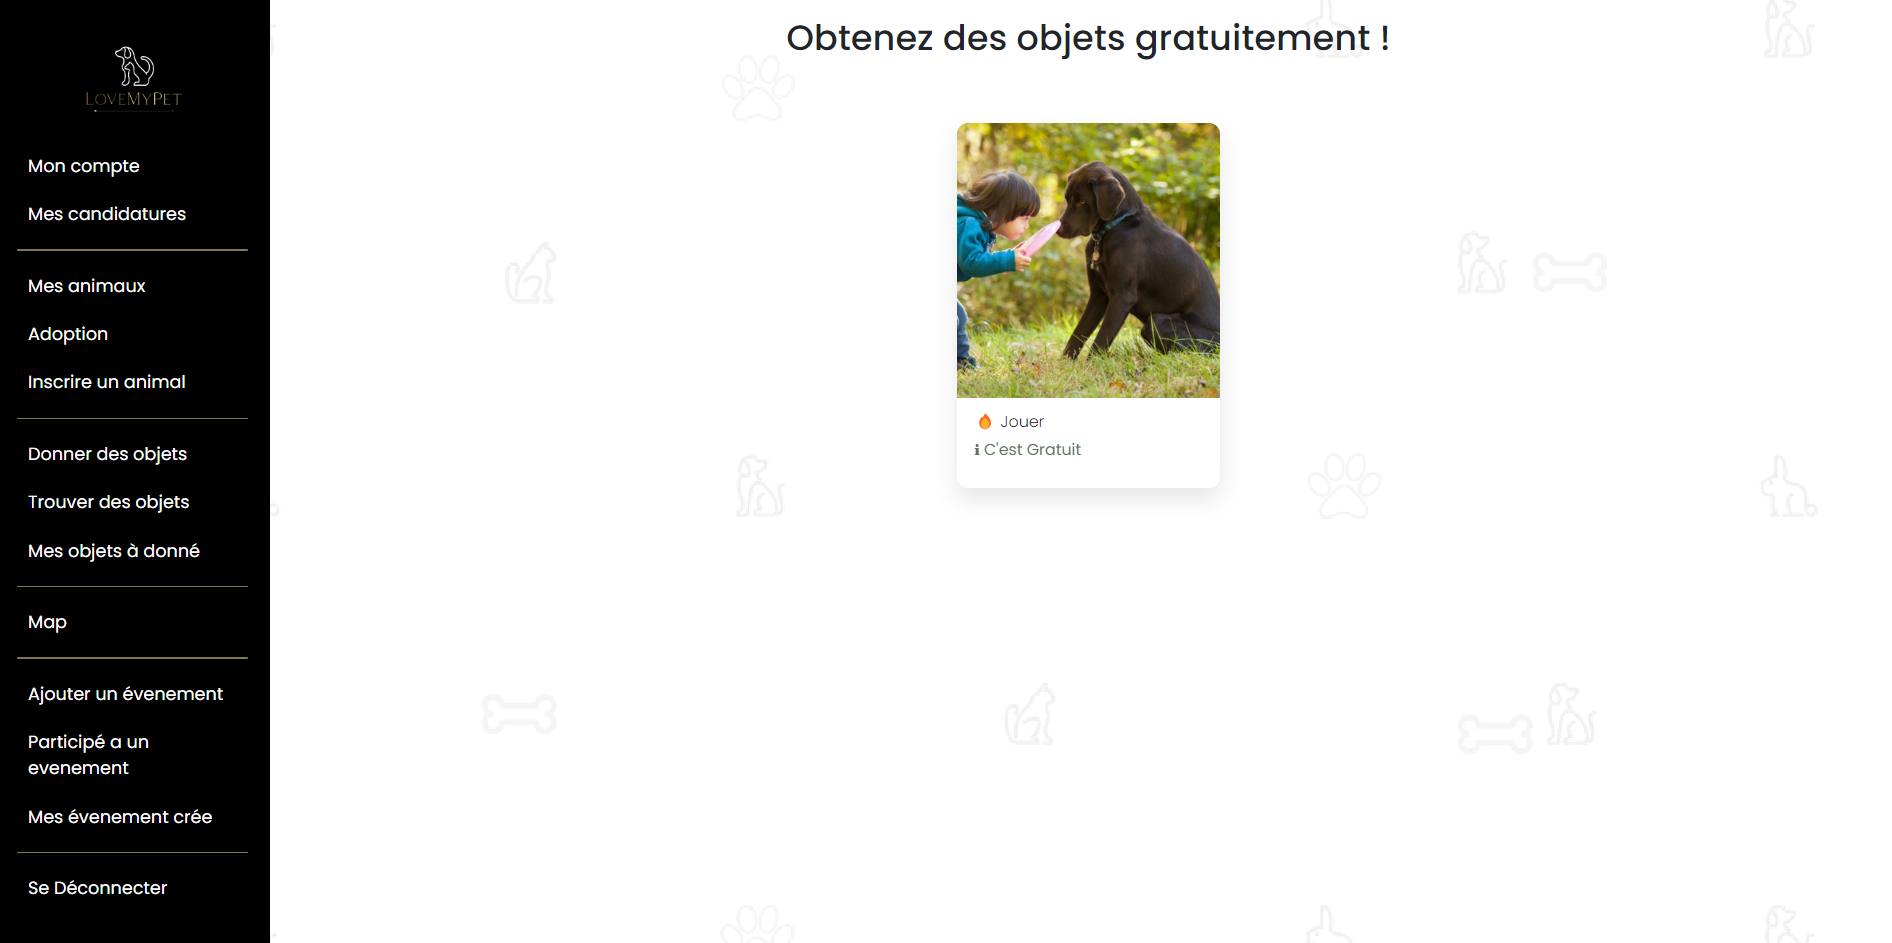 LOVEMYPET
Mon compte
Mes candidatures
Mes animaux
Adoption
Inscrire un animal
Donner des objets
Trouver des objets
Mes objets à donné
Map
Ajouter un évenement
Participé a un
evenement
Mes évenement crée
Se Déconnecter
Obtenez des objets gratuitement !
🔥 Jouer
ℹ C'est Gratuit